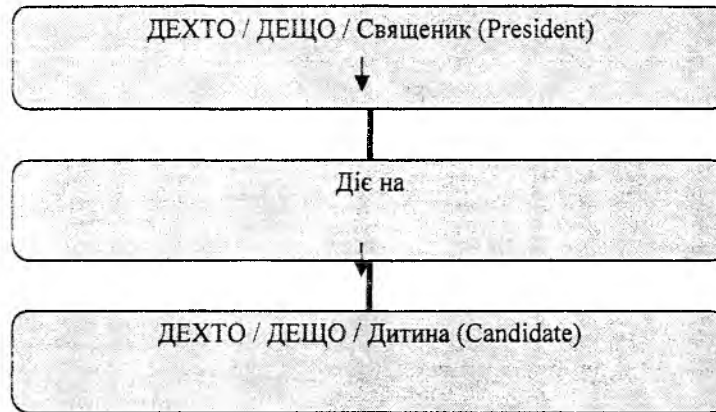 ДЕХТО / ДЕЩО / Священик (President)
Діє на
ДЕХТО / ДЕЩО / Дитина (Candidate)